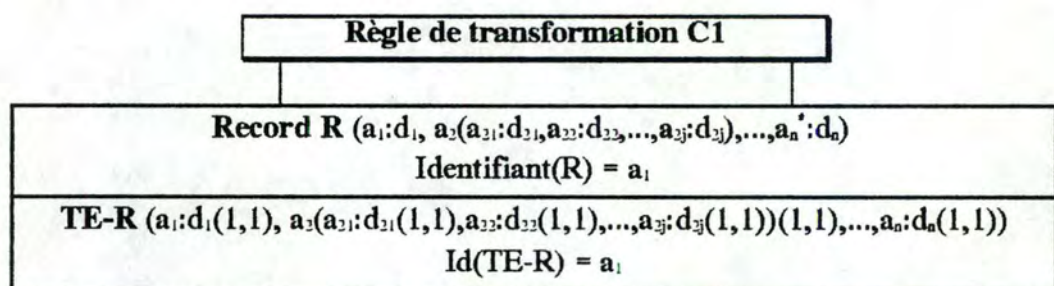 Règle de transformation C1
Record R (a₁:d₁, a₂(a₂₁:d₂₁,a₂₂:d₂₂,...,a₂ⱼ:d₂ⱼ),...,aₙ':dₙ)
Identifiant(R) = a₁
TE-R (a₁:d₁(1,1), a₂(a₂₁:d₂₁(1,1),a₂₂:d₂₂(1,1),...,a₂ⱼ:d₂ⱼ(1,1))(1,1),...,aₙ:dₙ(1,1))
Id(TE-R) = a₁